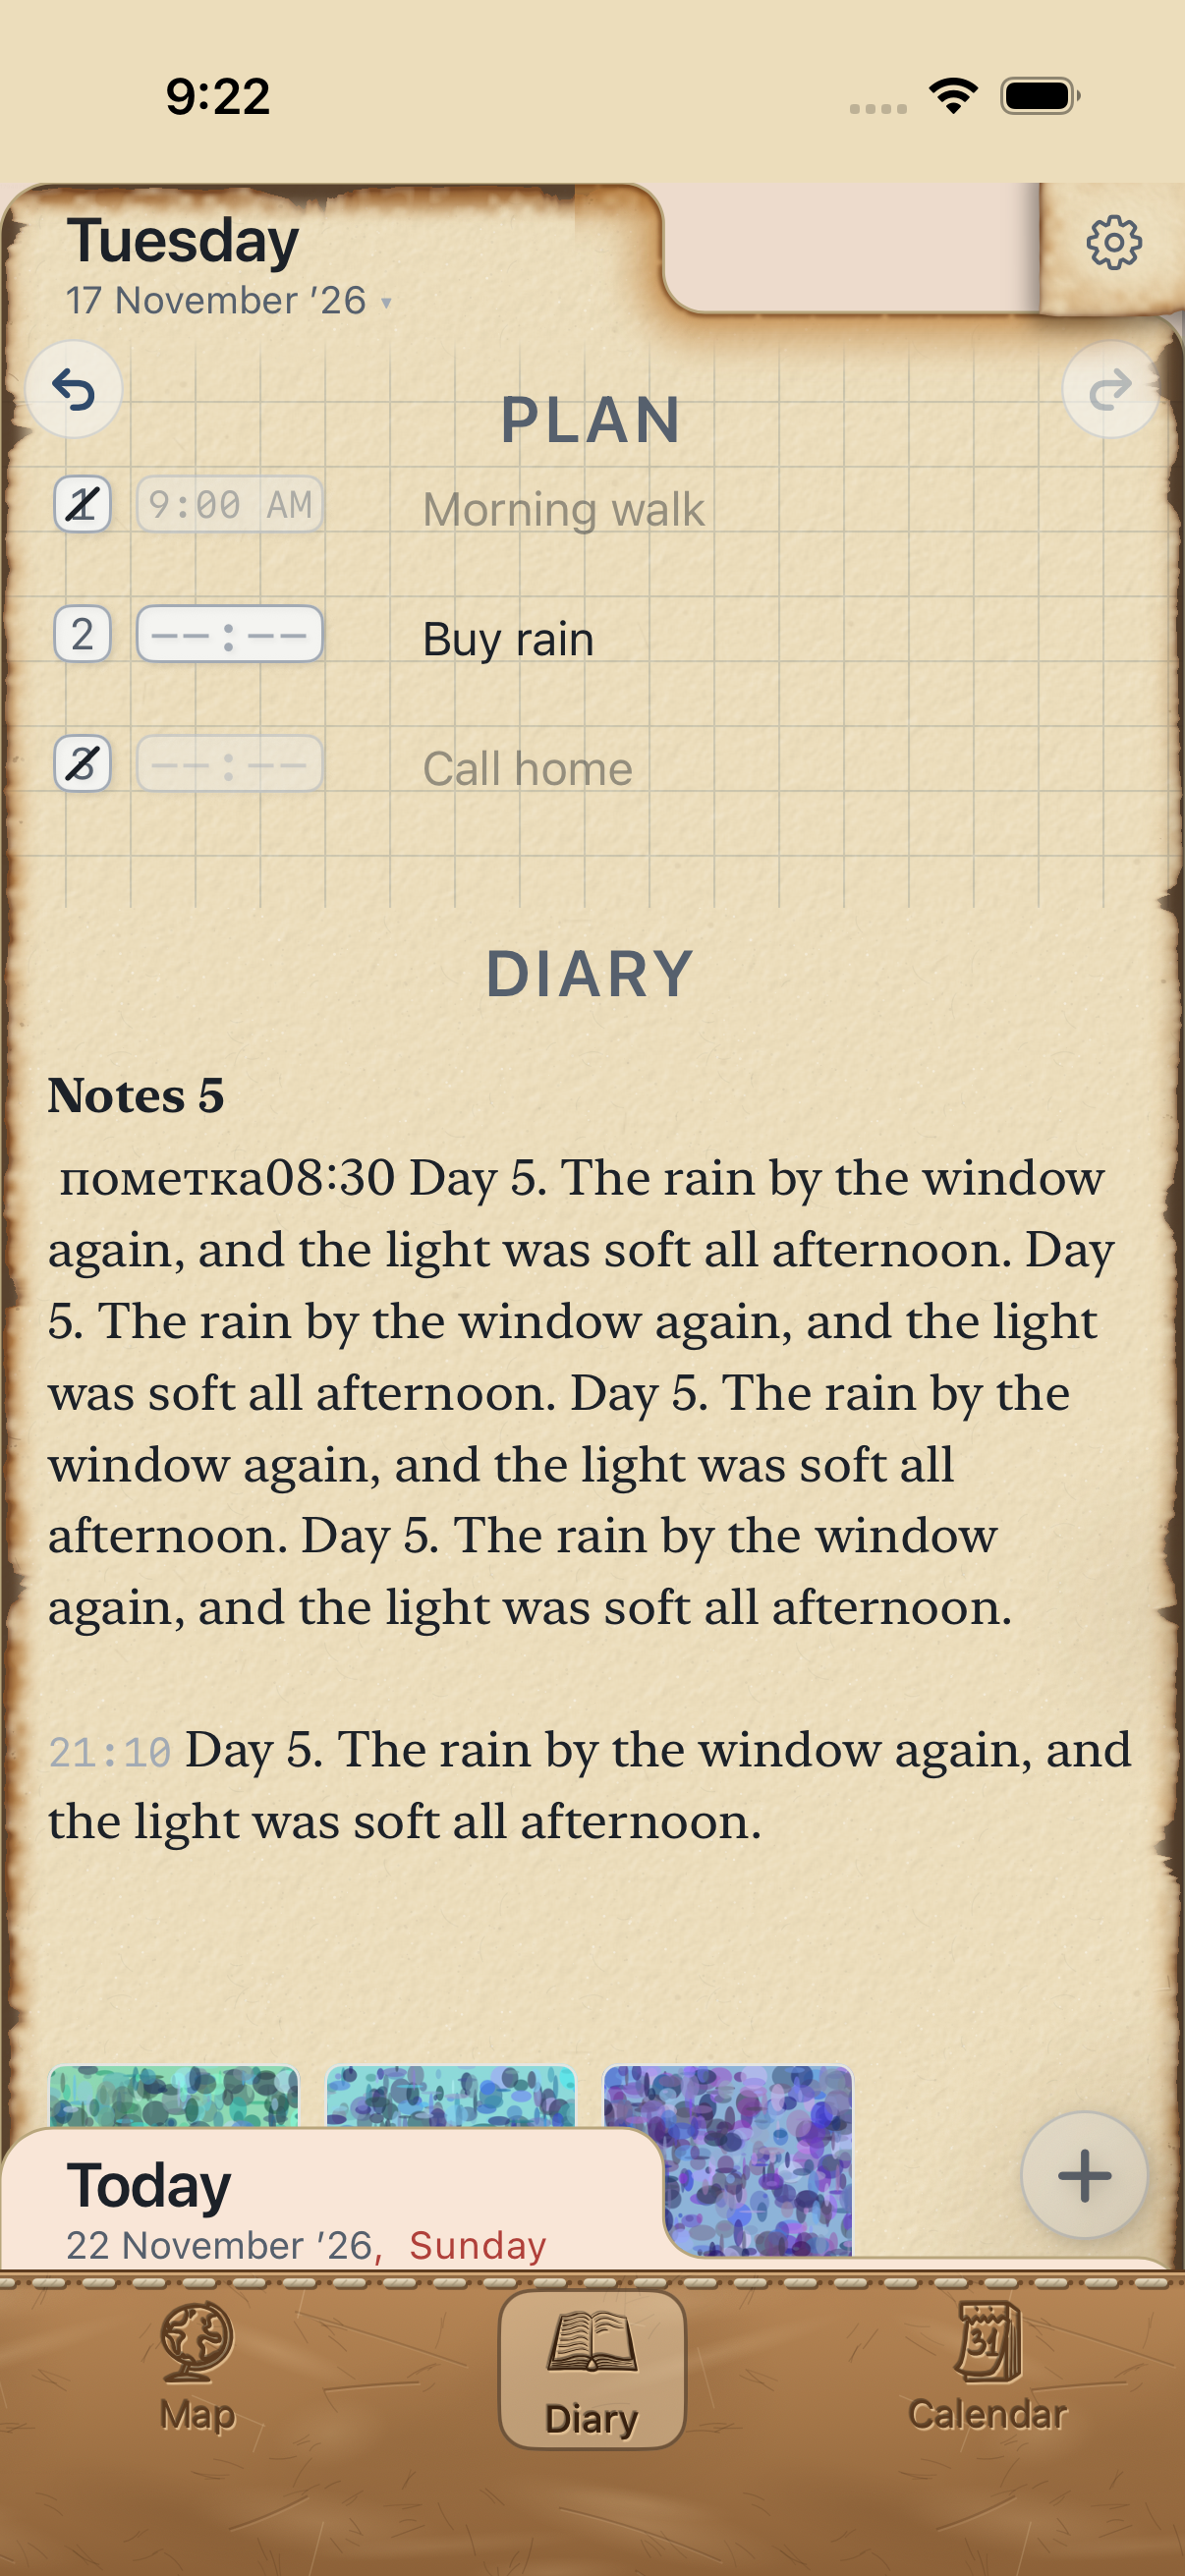 9:22
Tuesday
17 November ’26
PLAN
1 9:00 AM Morning walk
2 --:-- Buy rain
3 --:-- Call home
DIARY
Notes 5
пометка08:30 Day 5. The rain by the window
again, and the light was soft all afternoon. Day
5. The rain by the window again, and the light
was soft all afternoon. Day 5. The rain by the
window again, and the light was soft all
afternoon. Day 5. The rain by the window
again, and the light was soft all afternoon.
21:10 Day 5. The rain by the window again, and
the light was soft all afternoon.
Today
22 November ’26, Sunday
31
Map Diary Calendar